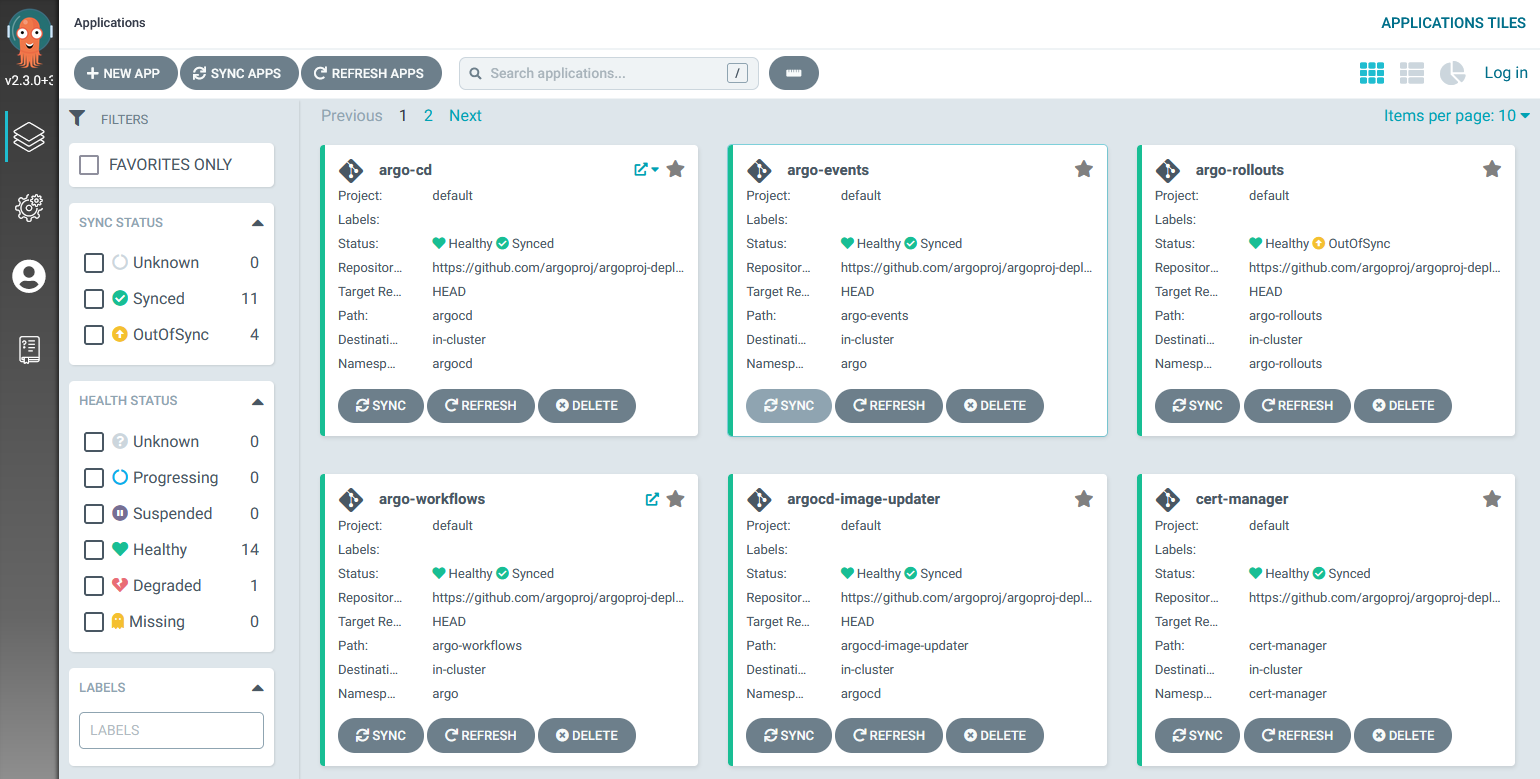 Applications
APPLICATIONS TILES
v2.3.0+3
NEW APP
SYNC APPS
REFRESH APPS
Search applications...
/
Log in
FILTERS
FAVORITES ONLY
SYNC STATUS
Unknown 0
Synced 11
OutOfSync 4
HEALTH STATUS
Unknown 0
Progressing 0
Suspended 0
Healthy 14
Degraded 1
Missing 0
LABELS
LABELS
Previous 1 2 Next
Items per page: 10
argo-cd
Project: default
Labels:
Status: Healthy Synced
Repositor... https://github.com/argoproj/argoproj-depl...
Target Re... HEAD
Path: argocd
Destinati... in-cluster
Namesp... argocd
SYNC REFRESH DELETE
argo-events
Project: default
Labels:
Status: Healthy Synced
Repositor... https://github.com/argoproj/argoproj-depl...
Target Re... HEAD
Path: argo-events
Destinati... in-cluster
Namesp... argo
SYNC REFRESH DELETE
argo-rollouts
Project: default
Labels:
Status: Healthy OutOfSync
Repositor... https://github.com/argoproj/argoproj-depl...
Target Re... HEAD
Path: argo-rollouts
Destinati... in-cluster
Namesp... argo-rollouts
SYNC REFRESH DELETE
argo-workflows
Project: default
Labels:
Status: Healthy Synced
Repositor... https://github.com/argoproj/argoproj-depl...
Target Re... HEAD
Path: argo-workflows
Destinati... in-cluster
Namesp... argo
SYNC REFRESH DELETE
argocd-image-updater
Project: default
Labels:
Status: Healthy Synced
Repositor... https://github.com/argoproj/argoproj-depl...
Target Re... HEAD
Path: argocd-image-updater
Destinati... in-cluster
Namesp... argocd
SYNC REFRESH DELETE
cert-manager
Project: default
Labels:
Status: Healthy Synced
Repositor... https://github.com/argoproj/argoproj-depl...
Target Re...
Path: cert-manager
Destinati... in-cluster
Namesp... cert-manager
SYNC REFRESH DELETE